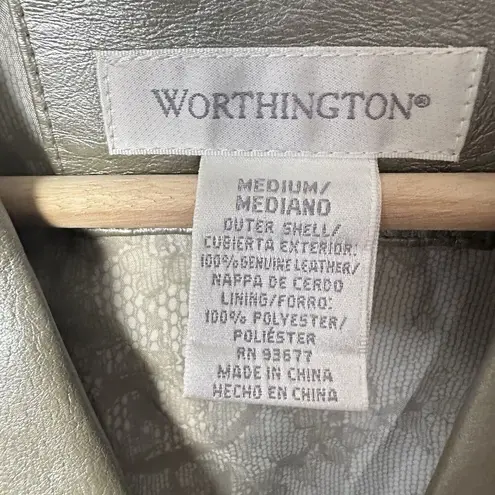 WORTHINGTON®
MEDIUM/
MEDIANO
OUTER SHELL/
CUBIERTA EXTERIOR:
100% GENUINE LEATHER/
NAPPA DE CERDO
LINING/FORRO:
100% POLYESTER/
POLIÉSTER
RN 93677
MADE IN CHINA
HECHO EN CHINA